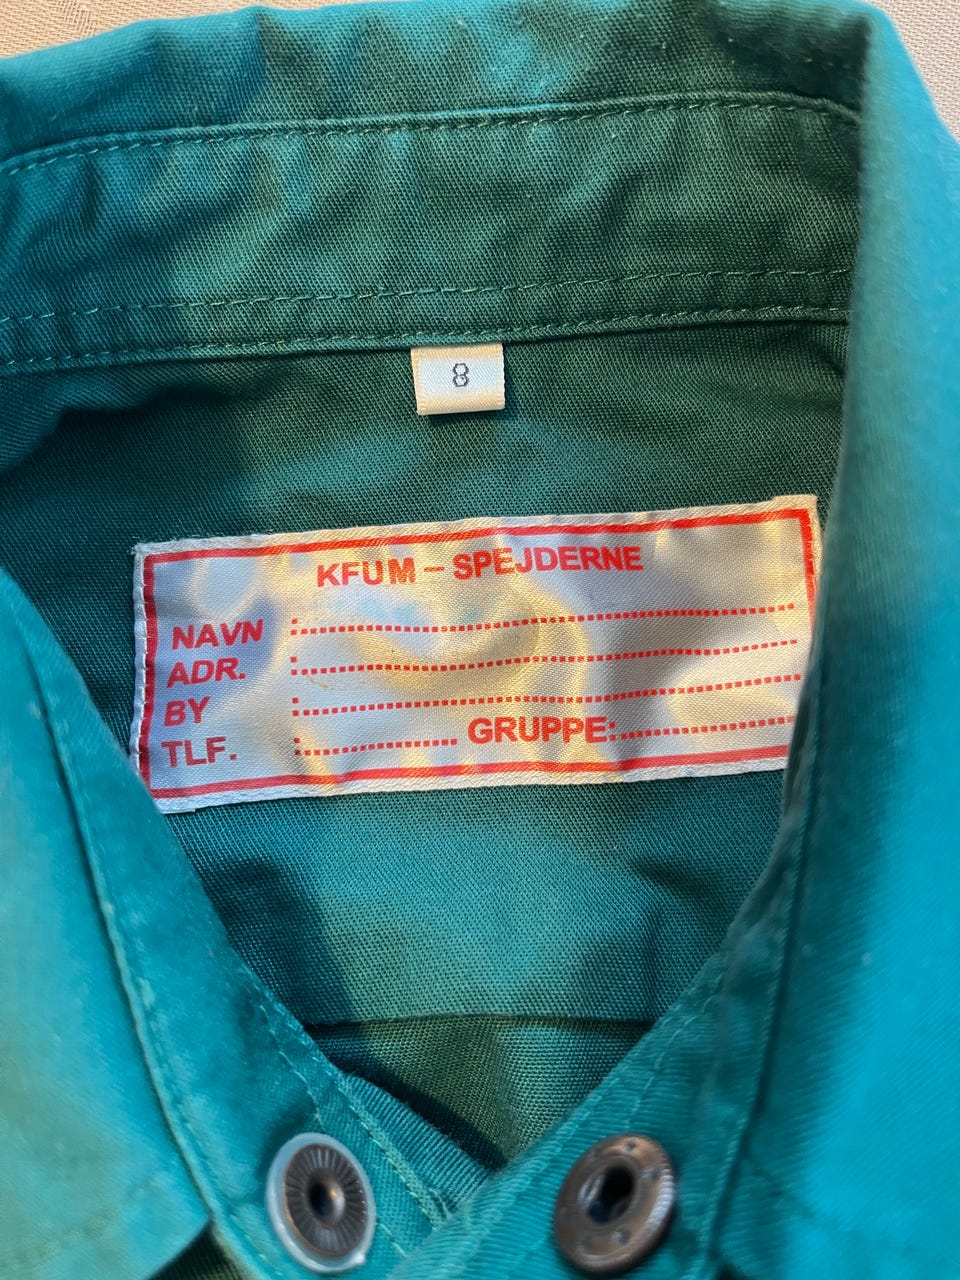 8
KFUM – SPEJDERNE
NAVN :
ADR. :
BY :
TLF. : GRUPPE: